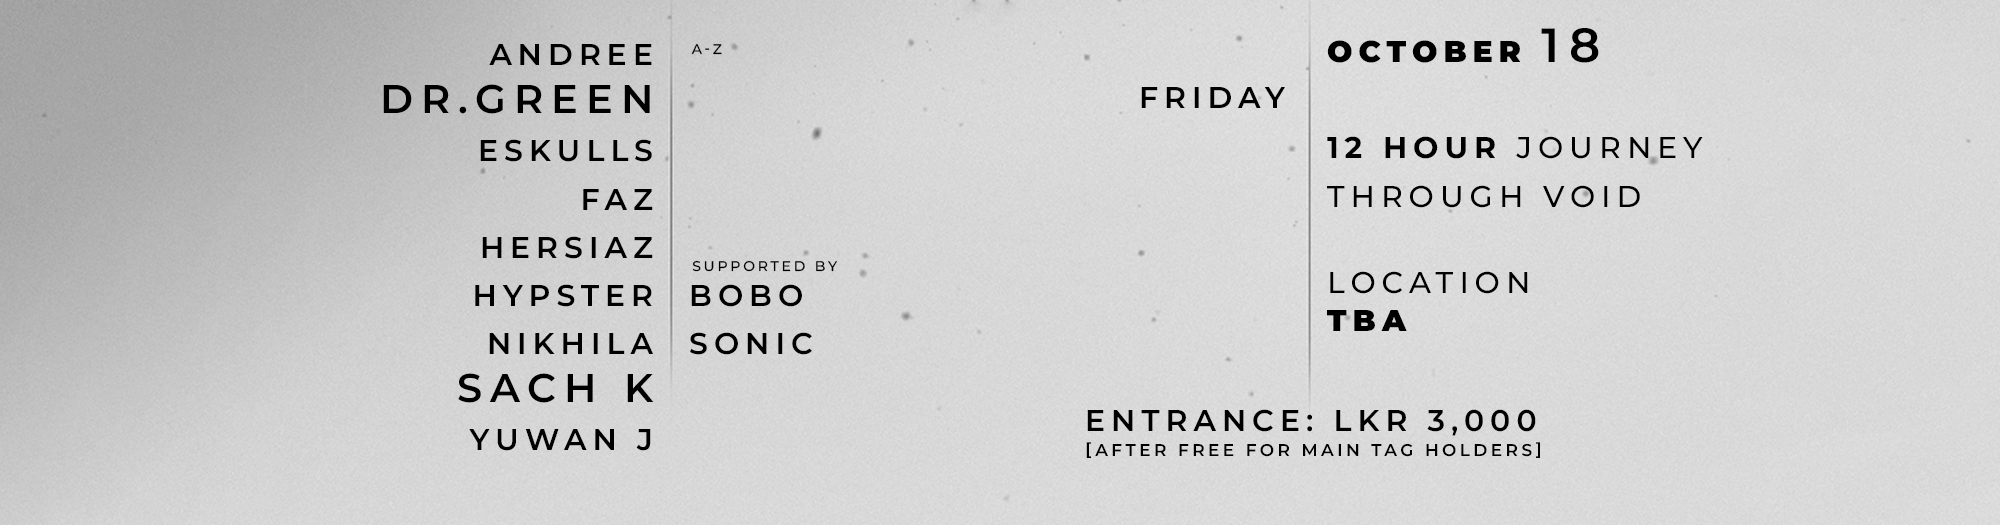 ANDREE
DR.GREEN
ESKULLS
FAZ
HERSIAZ
HYPSTER
NIKHILA
SACH K
YUWAN J
A-Z
SUPPORTED BY
BOBO
SONIC
FRIDAY
OCTOBER 18
12 HOUR JOURNEY
THROUGH VOID
LOCATION
TBA
ENTRANCE: LKR 3,000
[AFTER FREE FOR MAIN TAG HOLDERS]